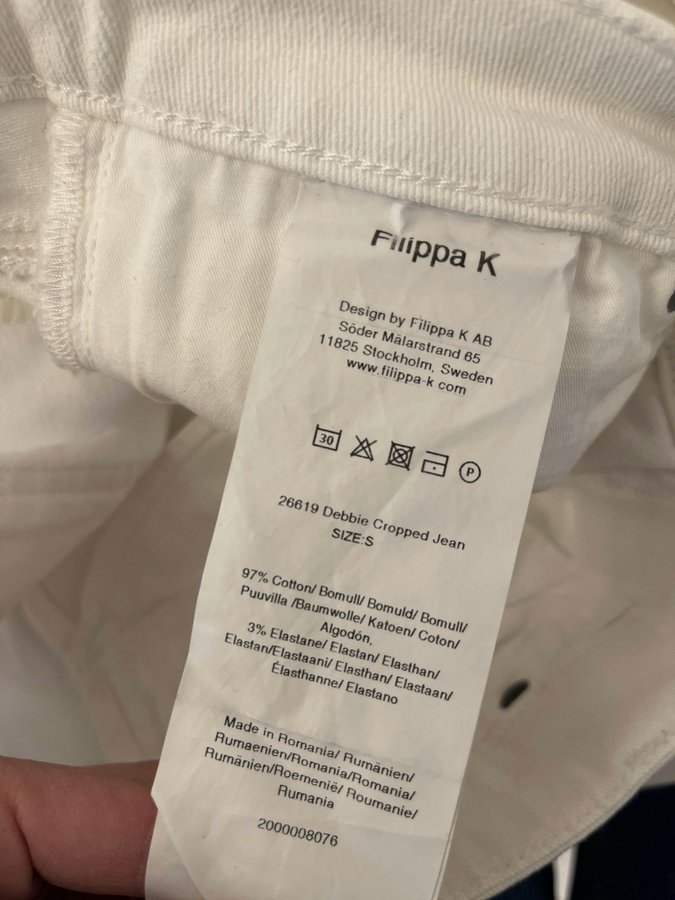 Filippa K
Design by Filippa K AB
Söder Mälarstrand 65
11825 Stockholm, Sweden
www.filippa-k.com
30
P
26619 Debbie Cropped Jean
SIZE:S
97% Cotton/ Bomull/ Bomuld/ Bomull/
Puuvilla /Baumwolle/ Katoen/ Coton/
Algodón,
3% Elastane/ Elastan/ Elasthan/
Elastan/Elastaani/ Elasthan/ Elastaan/
Élasthanne/ Elastano
Made in Romania/ Rumänien/
Rumaenien/Romania/Romania/
Rumänien/Roemenië/ Roumanie/
Rumania
2000008076